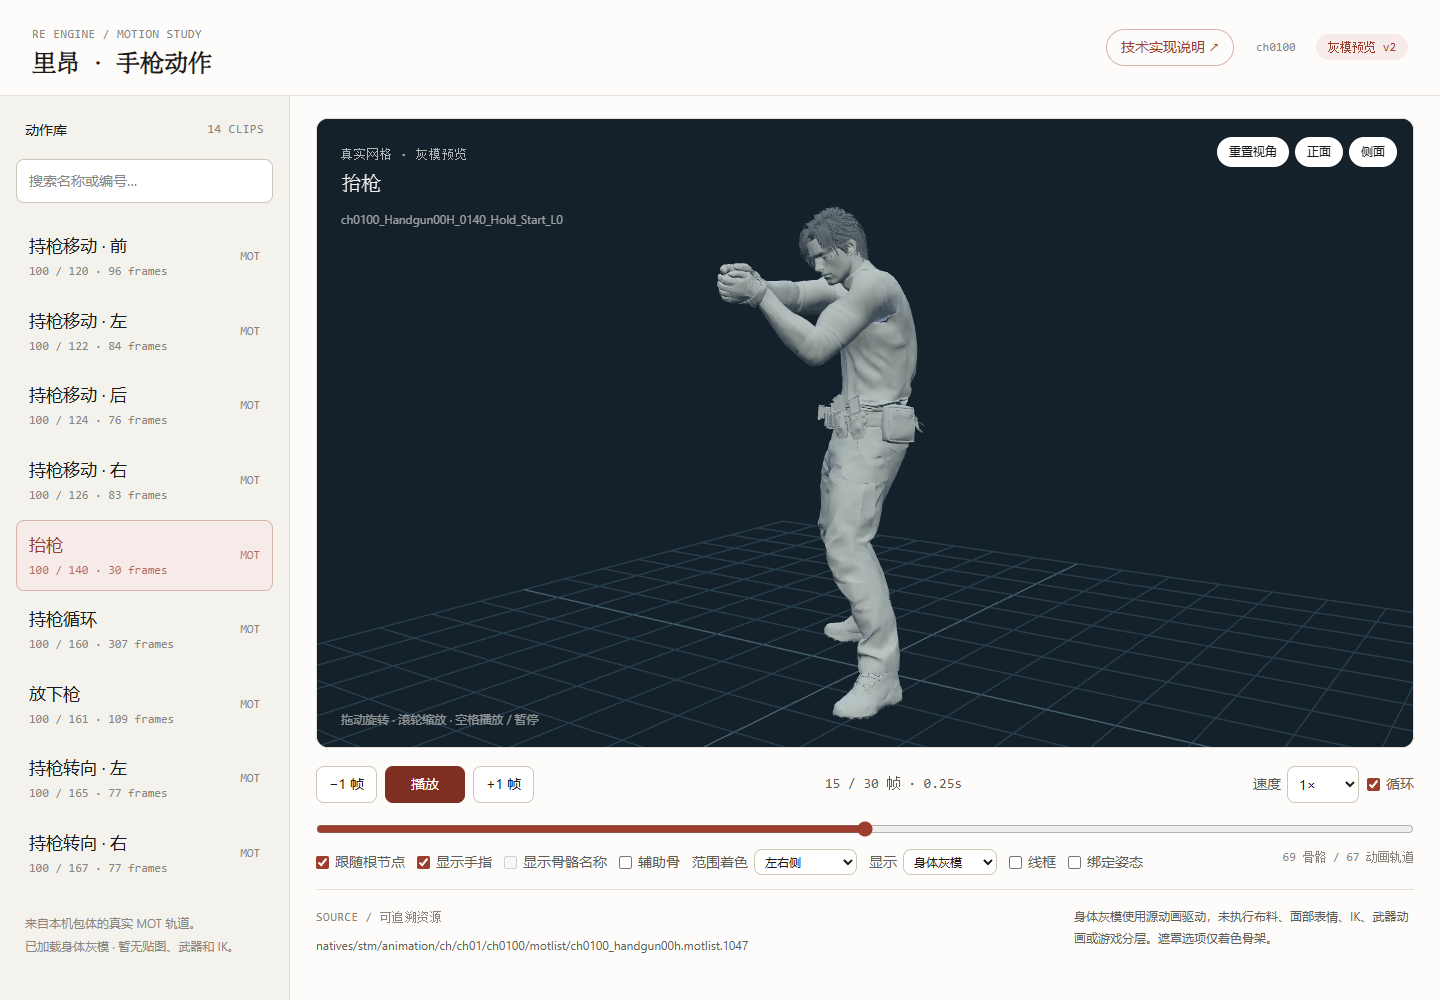 RE ENGINE / MOTION STUDY
里昂 · 手枪动作
技术实现说明 ↗
ch0100
灰模预览 v2
动作库
14 CLIPS
搜索名称或编号...
持枪移动 · 前
100 / 120 · 96 frames
MOT
持枪移动 · 左
100 / 122 · 84 frames
MOT
持枪移动 · 后
100 / 124 · 76 frames
MOT
持枪移动 · 右
100 / 126 · 83 frames
MOT
抬枪
100 / 140 · 30 frames
MOT
持枪循环
100 / 160 · 307 frames
MOT
放下枪
100 / 161 · 109 frames
MOT
持枪转向 · 左
100 / 165 · 77 frames
MOT
持枪转向 · 右
100 / 167 · 77 frames
MOT
来自本机包体的真实 MOT 轨道。
已加载身体灰模 · 暂无贴图、武器和 IK。
真实网格 · 灰模预览
抬枪
ch0100_Handgun00H_0140_Hold_Start_L0
重置视角
正面
侧面
拖动旋转 · 滚轮缩放 · 空格播放 / 暂停
−1 帧
播放
+1 帧
15 / 30 帧 · 0.25s
速度
1×
循环
跟随根节点
显示手指
显示骨骼名称
辅助骨
范围着色
左右侧
显示
身体灰模
线框
绑定姿态
69 骨骼 / 67 动画轨道
SOURCE / 可追溯资源
natives/stm/animation/ch/ch01/ch0100/motlist/ch0100_handgun00h.motlist.1047
身体灰模使用源动画驱动，未执行布料、面部表情、IK、武器动
画或游戏分层。遮罩选项仅着色骨架。